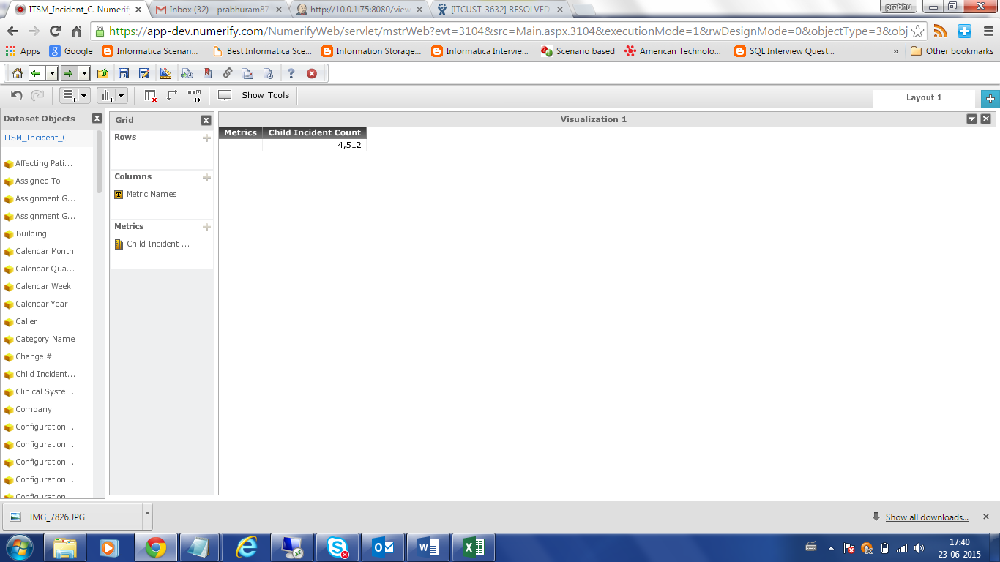 ITSM_Incident_C. Numerify
Inbox (32) - prabhuram87
http://10.0.1.75:8080/view
[ITCUST-3632] RESOLVED
prabhu
https://app-dev.numerify.com/NumerifyWeb/servlet/mstrWeb?evt=3104&src=Main.aspx.3104&executionMode=1&rwDesignMode=0&objectType=3&obj
Apps
Google
Informatica Scenari...
Best Informatica Sce...
Information Storage...
Informatica Intervie...
Scenario based
American Technolo...
SQL Interview Quest...
»
Other bookmarks
Show Tools
Layout 1
Dataset Objects
ITSM_Incident_C
Affecting Pati...
Assigned To
Assignment G...
Assignment G...
Building
Calendar Month
Calendar Qua...
Calendar Week
Calendar Year
Caller
Category Name
Change #
Child Incident...
Clinical Syste...
Company
Configuration...
Configuration...
Configuration...
Configuration...
Configuration
Grid
Rows
Columns
Metric Names
Metrics
Child Incident ...
Visualization 1
Metrics Child Incident Count
4,512
IMG_7826.JPG
Show all downloads...
17:40
23-06-2015